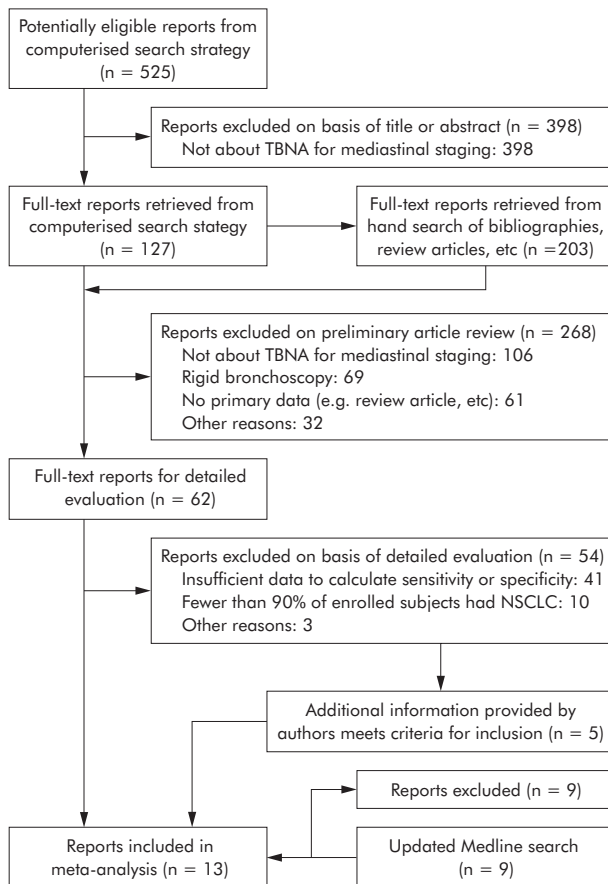 Potentially eligible reports from
computerised search strategy
(n = 525)
Reports excluded on basis of title or abstract (n = 398)
Not about TBNA for mediastinal staging: 398
Full-text reports retrieved from
computerised search stategy
(n = 127)
Full-text reports retrieved from
hand search of bibliographies,
review articles, etc (n =203)
Reports excluded on preliminary article review (n = 268)
Not about TBNA for mediastinal staging: 106
Rigid bronchoscopy: 69
No primary data (e.g. review article, etc): 61
Other reasons: 32
Full-text reports for detailed
evaluation (n = 62)
Reports excluded on basis of detailed evaluation (n = 54)
Insufficient data to calculate sensitivity or specificity: 41
Fewer than 90% of enrolled subjects had NSCLC: 10
Other reasons: 3
Additional information provided by
authors meets criteria for inclusion (n = 5)
Reports excluded (n = 9)
Reports included in
meta-analysis (n = 13)
Updated Medline search
(n = 9)